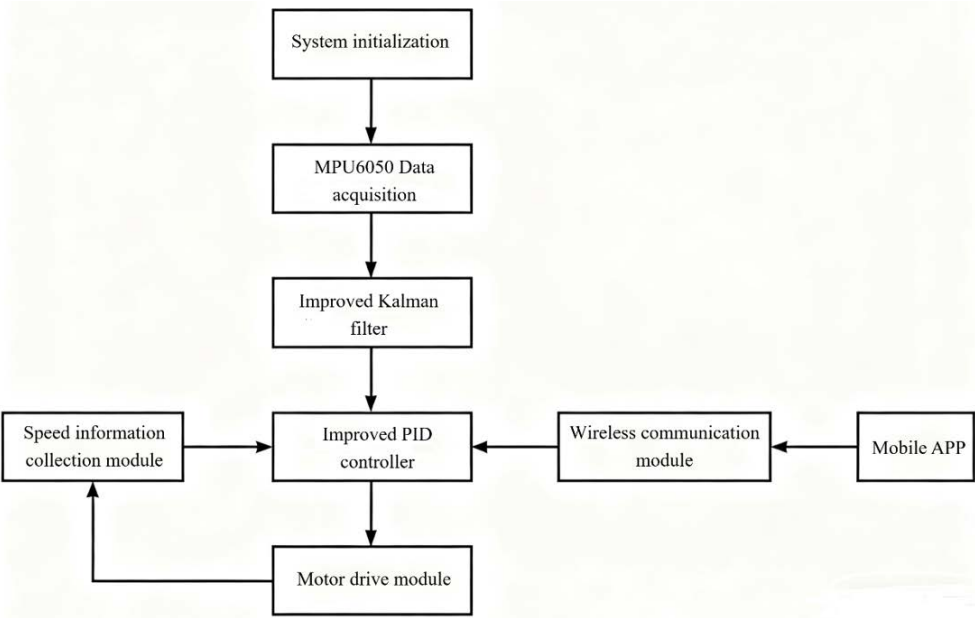 System initialization
MPU6050 Data
acquisition
Improved Kalman
filter
Speed information
collection module
Improved PID
controller
Wireless communication
module
Mobile APP
Motor drive module